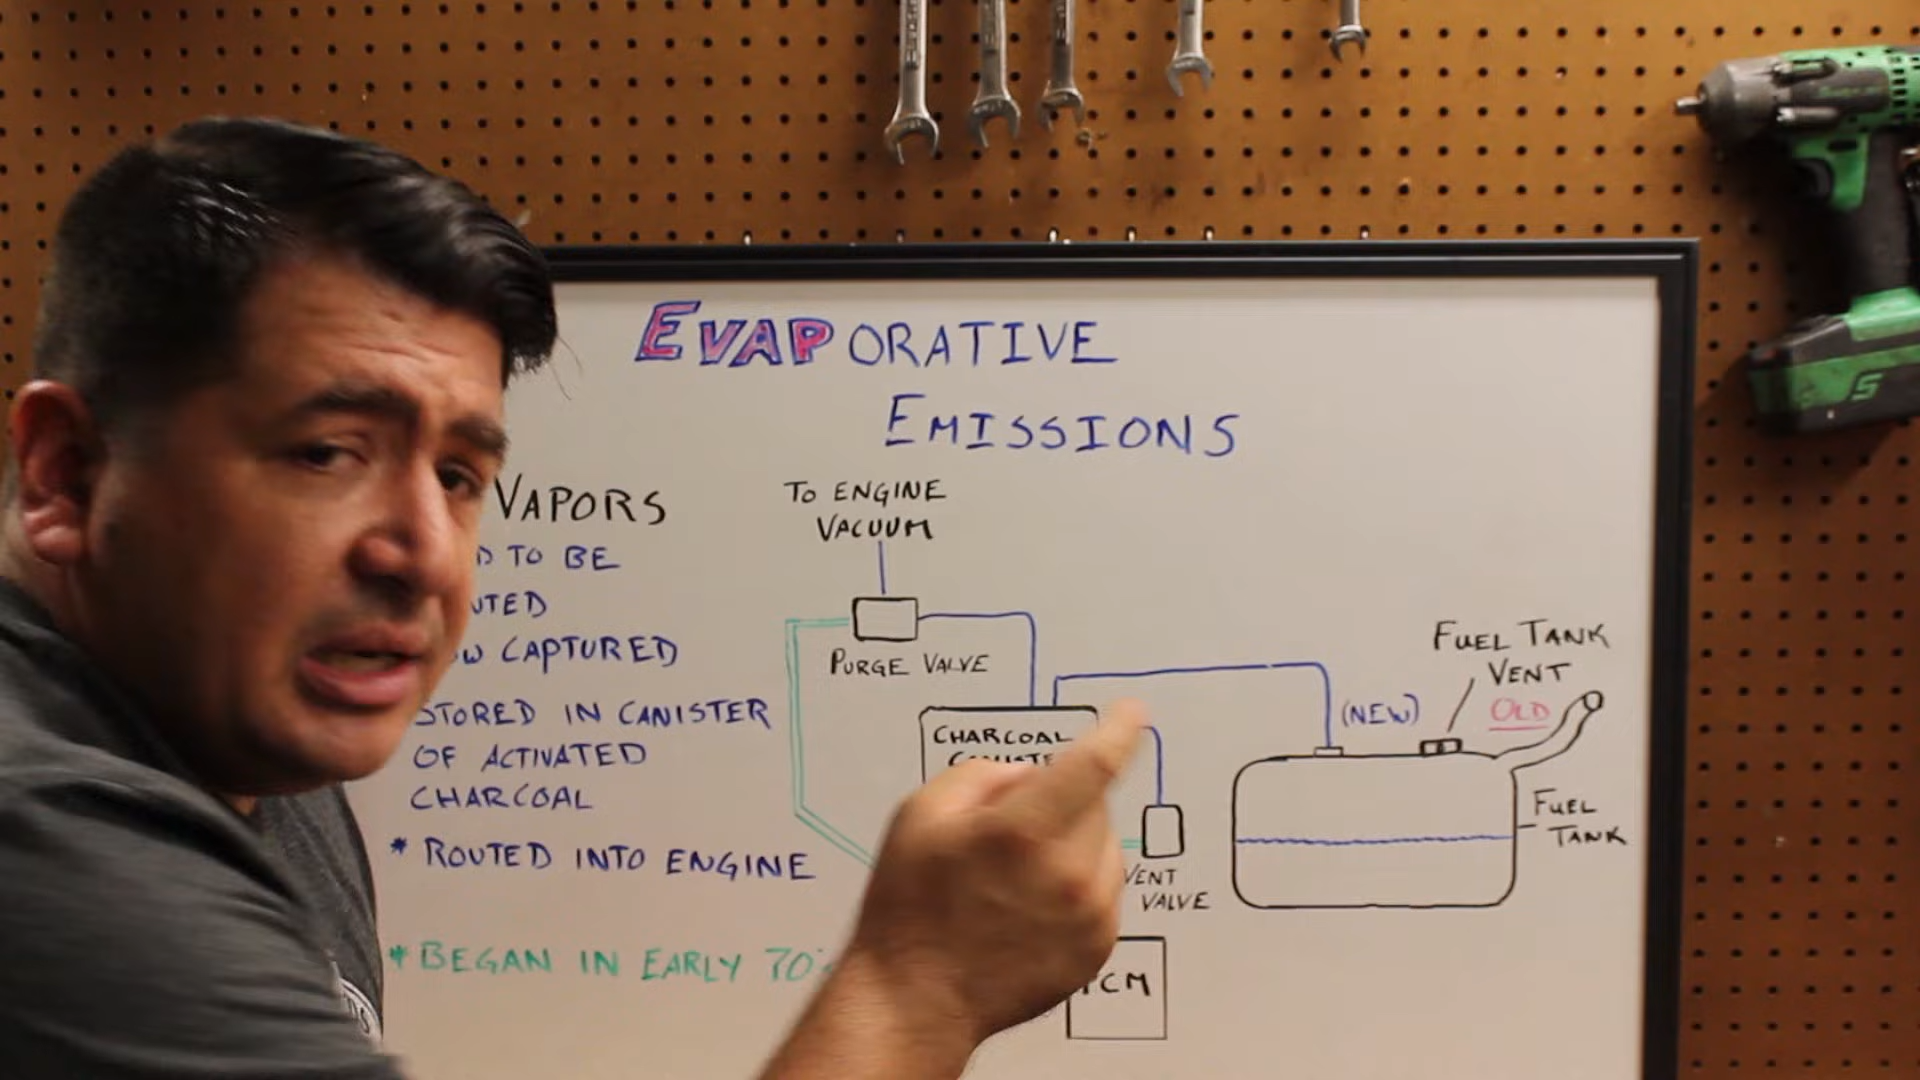 EVAPORATIVE
EMISSIONS
VAPORS
TO BE
CAPTURED
STORED IN CANISTER
OF ACTIVATED
CHARCOAL
* ROUTED INTO ENGINE
* BEGAN IN EARLY 70
TO ENGINE
VACUUM
PURGE VALVE
CHARCOAL
VENT
VALVE
(NEW)
FUEL TANK
VENT
OLD
FUEL
TANK
S